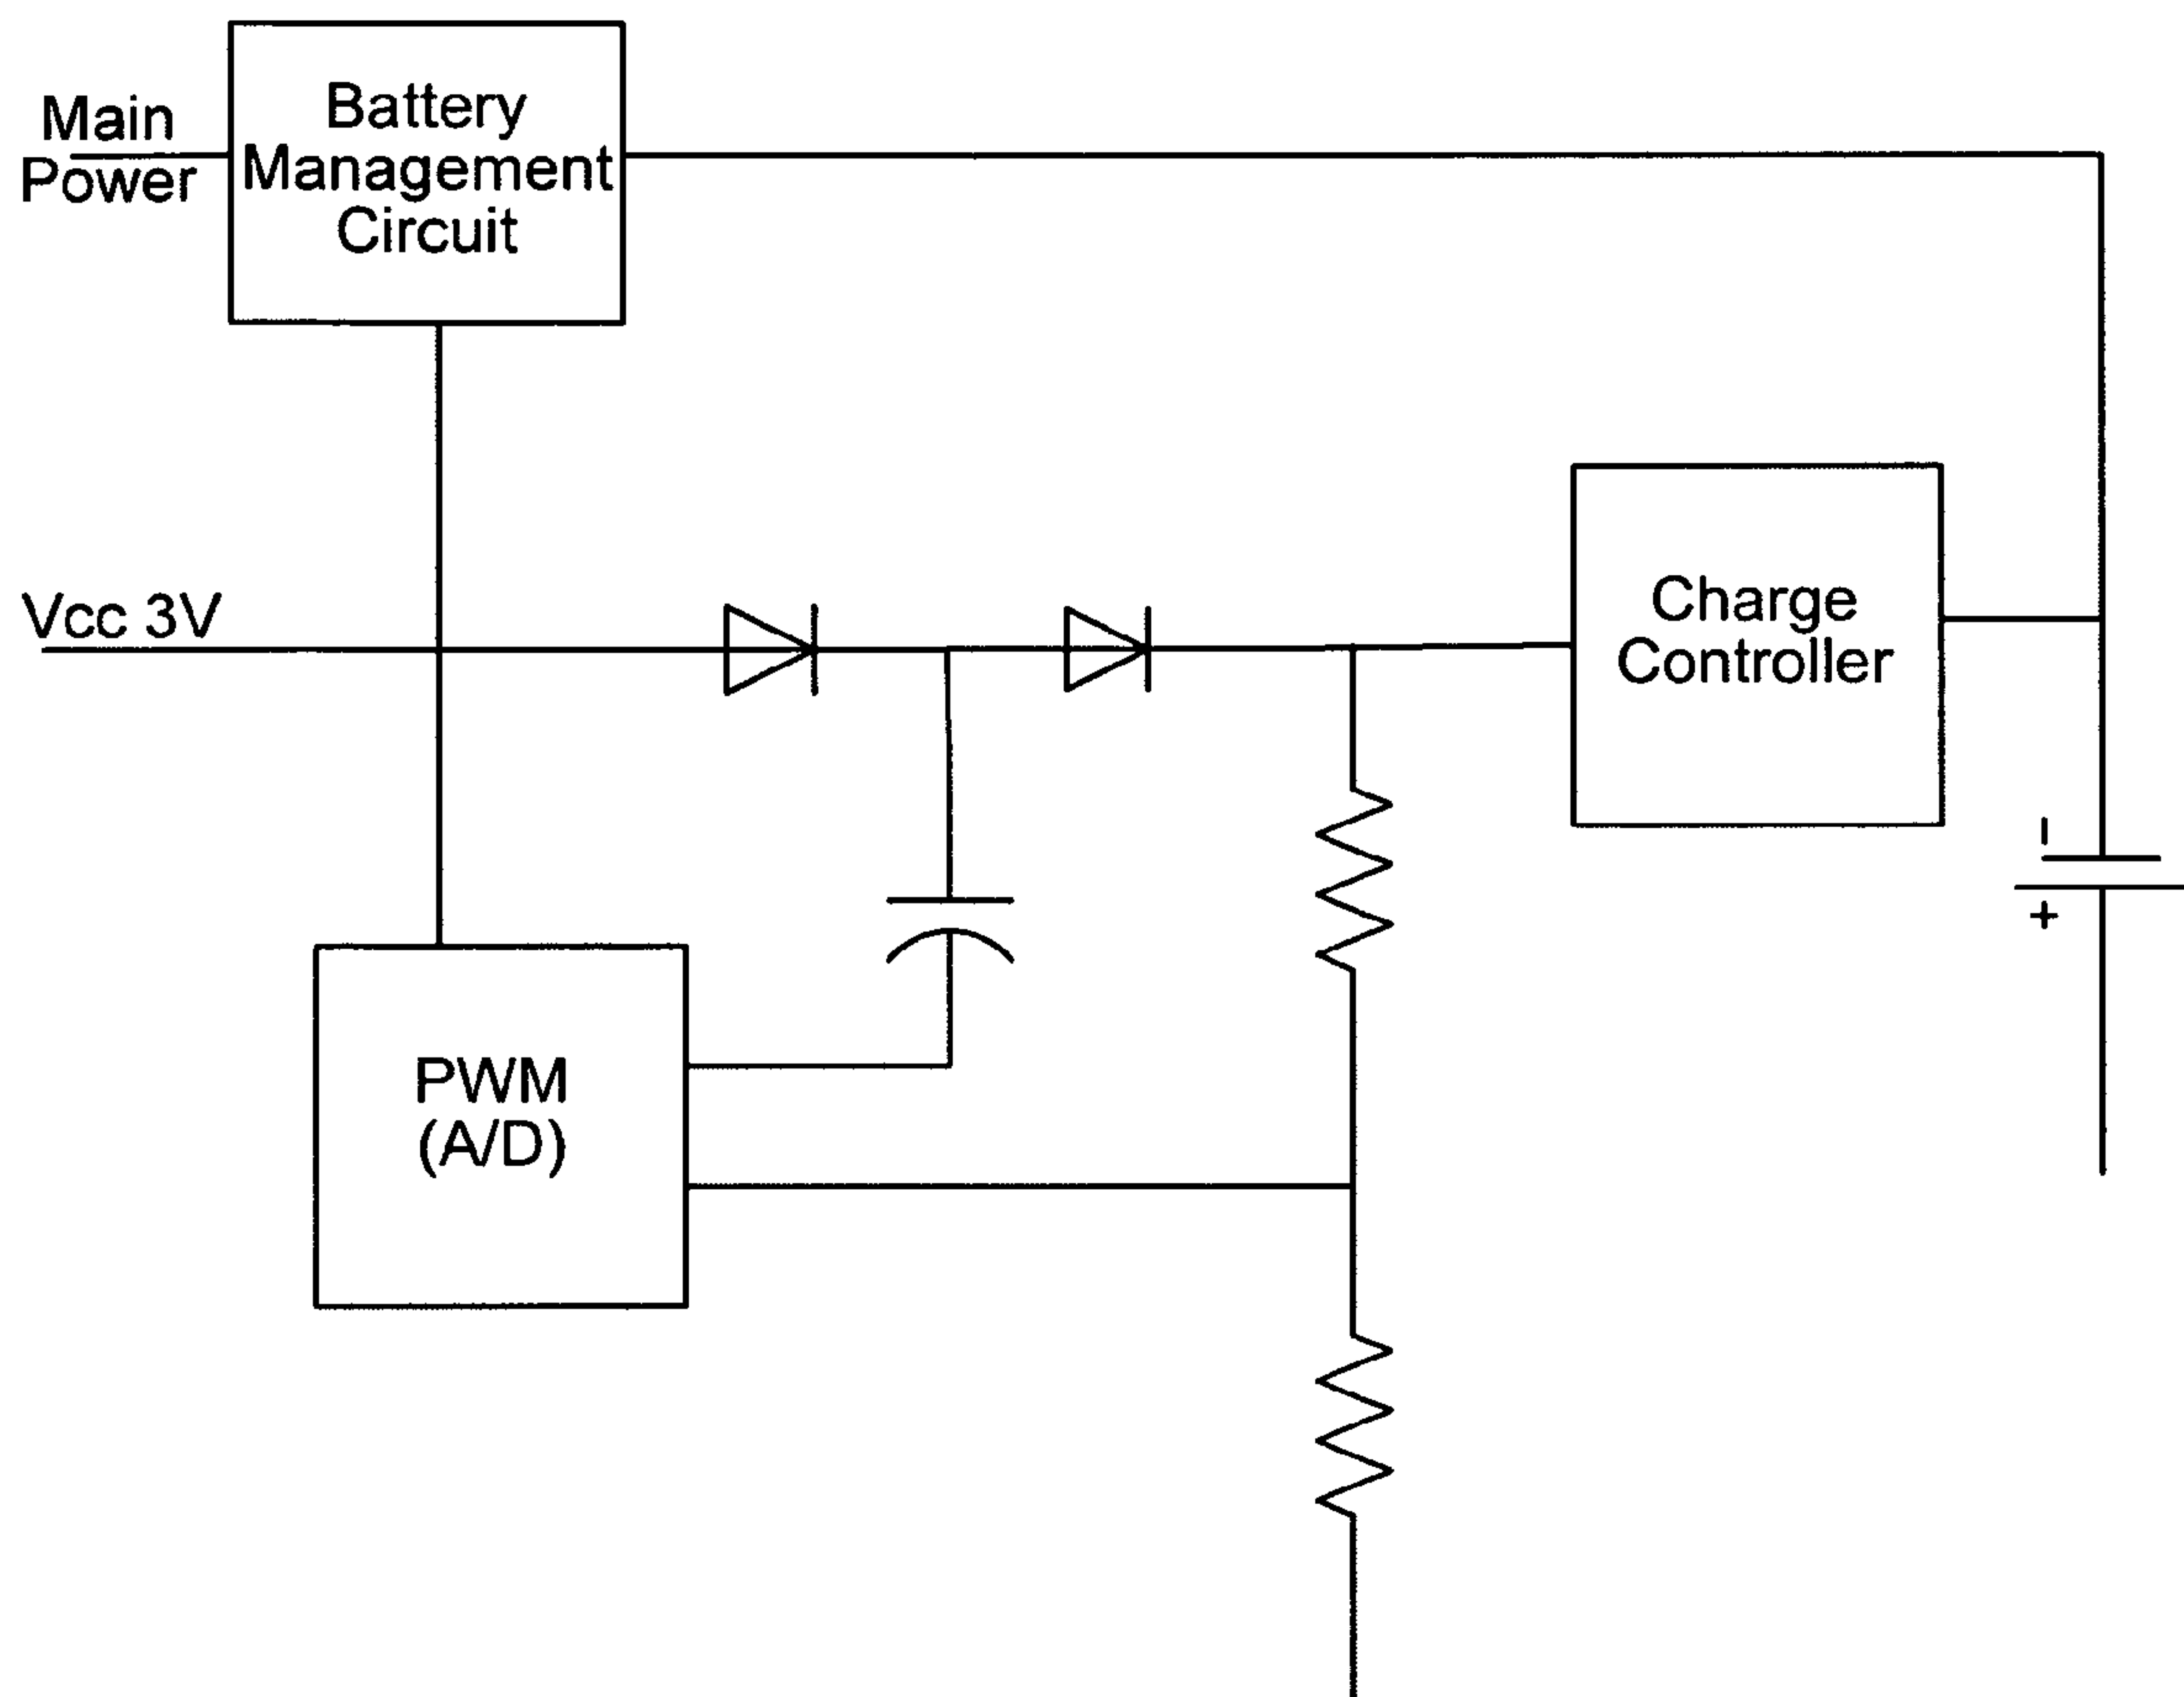 Main
Power
Battery
Management
Circuit
Vcc 3V
Charge
Controller
-
+
PWM
(A/D)